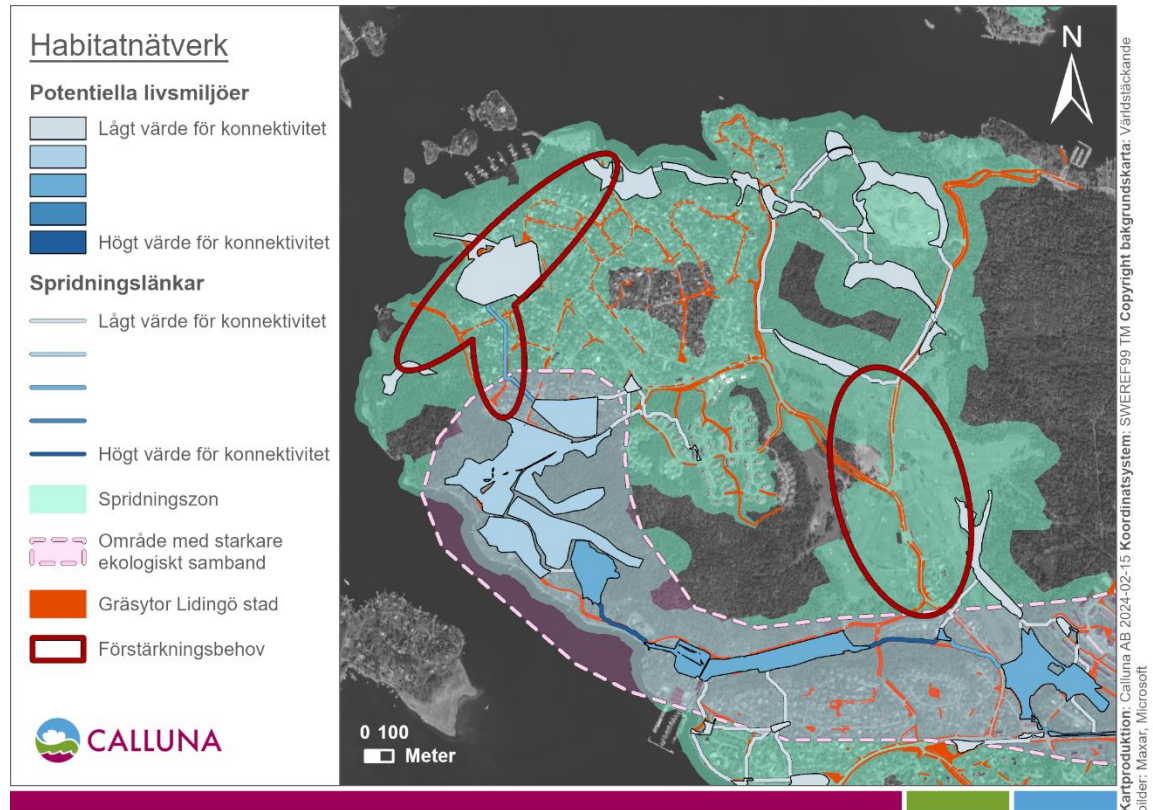 Habitatnätverk
Potentiella livsmiljöer
Lågt värde för konnektivitet
Högt värde för konnektivitet
Spridningslänkar
Lågt värde för konnektivitet
Högt värde för konnektivitet
Spridningszon
Område med starkare
ekologiskt samband
Gräsytor Lidingö stad
Förstärkningsbehov
CALLUNA
N
0 100
Meter
Kartproduktion: Calluna AB 2024-02-15 Koordinatsystem: SWEREF99 TM Copyright bakgrundskarta: Världstäckande
bilder: Maxar, Microsoft